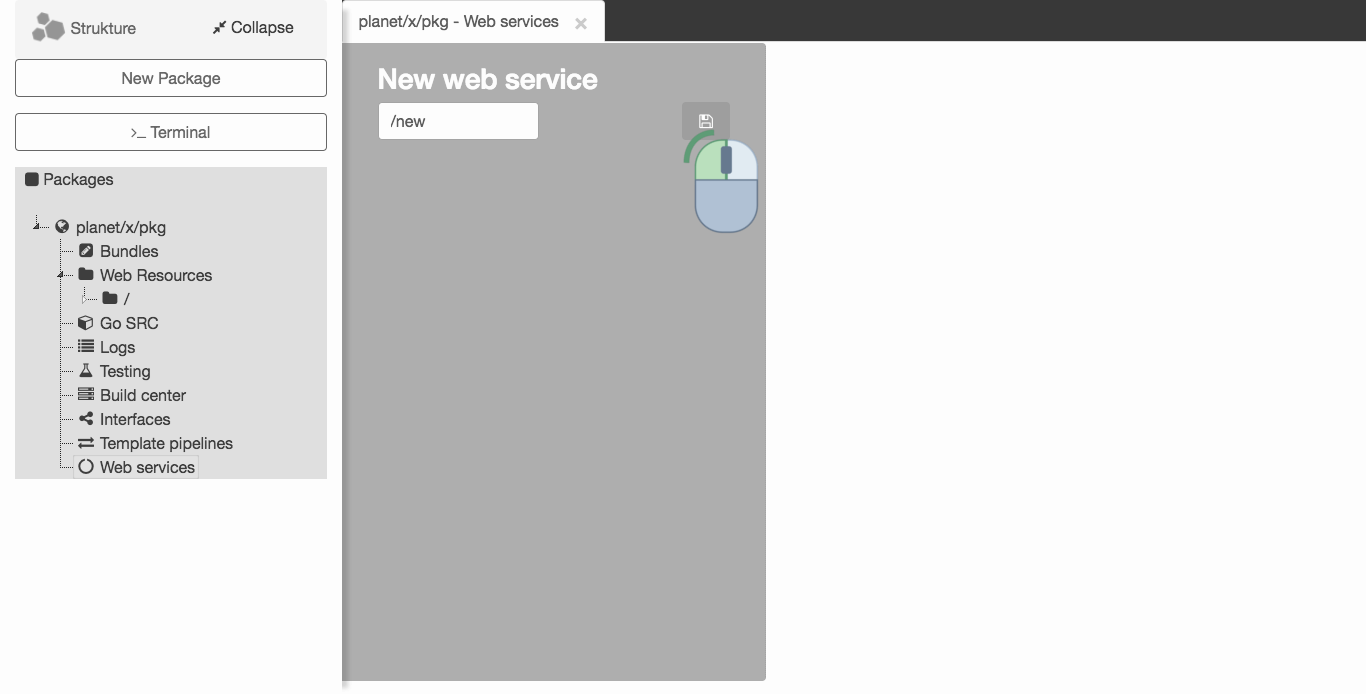 Strukture
Collapse
New Package
>_ Terminal
Packages
planet/x/pkg
Bundles
Web Resources
/
Go SRC
Logs
Testing
Build center
Interfaces
Template pipelines
Web services
planet/x/pkg - Web services ×
New web service
/new